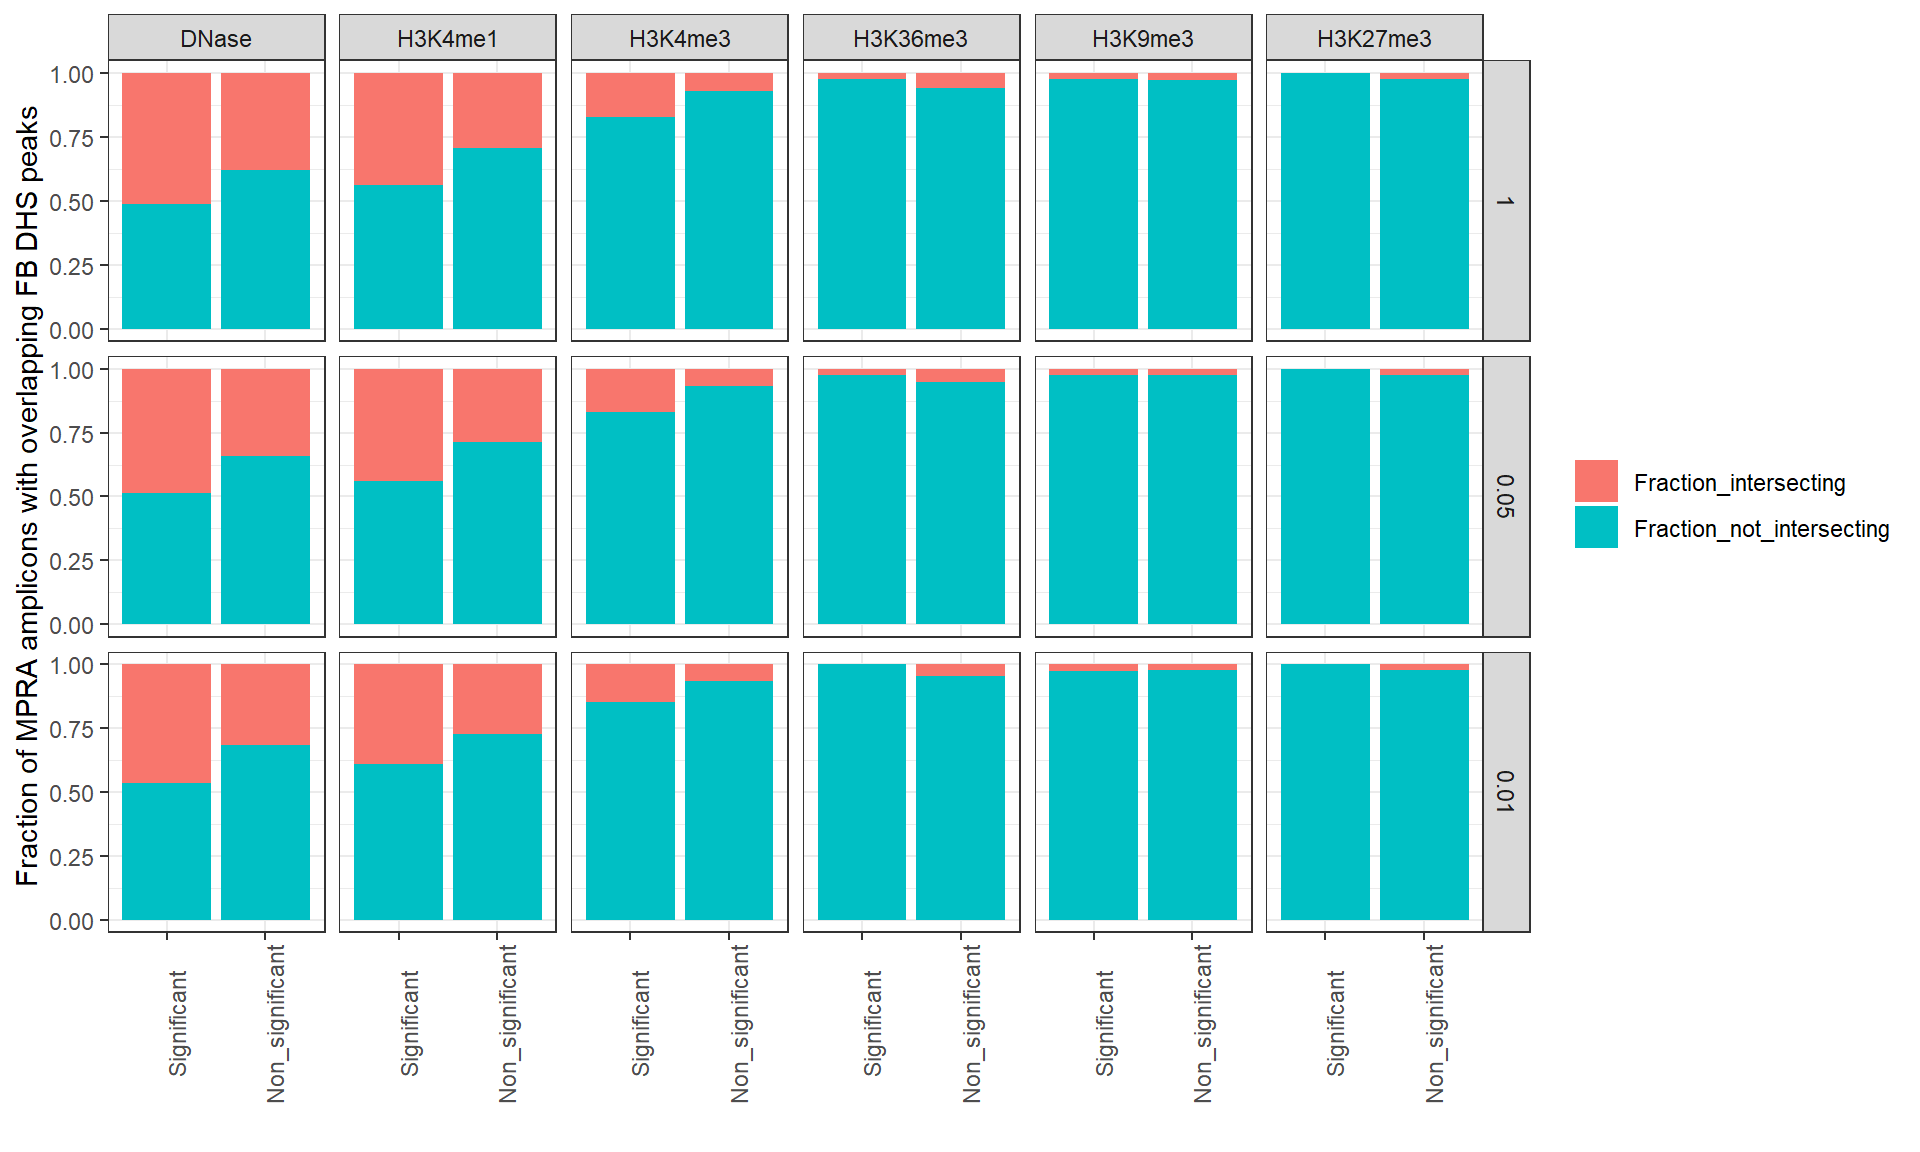 DNase
H3K4me1
H3K4me3
H3K36me3
H3K9me3
H3K27me3
Fraction of MPRA amplicons with overlapping FB DHS peaks
1.00
0.75
0.50
0.25
0.00
1
1.00
0.75
0.50
0.25
0.00
0.05
1.00
0.75
0.50
0.25
0.00
0.01
Fraction_intersecting
Fraction_not_intersecting
Significant
Non_significant
Significant
Non_significant
Significant
Non_significant
Significant
Non_significant
Significant
Non_significant
Significant
Non_significant